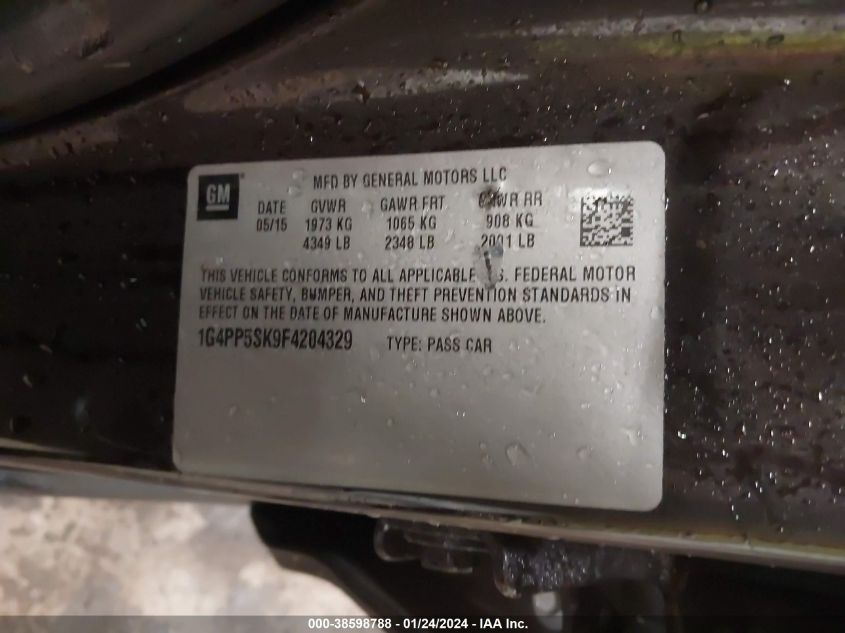 GM
MFD BY GENERAL MOTORS LLC
DATE GVWR GAWR FRT GAWR RR
05/15 1973 KG 1065 KG 908 KG
4349 LB 2348 LB 2001 LB
THIS VEHICLE CONFORMS TO ALL APPLICABLE U.S. FEDERAL MOTOR
VEHICLE SAFETY, BUMPER, AND THEFT PREVENTION STANDARDS IN
EFFECT ON THE DATE OF MANUFACTURE SHOWN ABOVE.
1G4PP5SK9F4204329 TYPE: PASS CAR
000-38598788 - 01/24/2024 - IAA Inc.